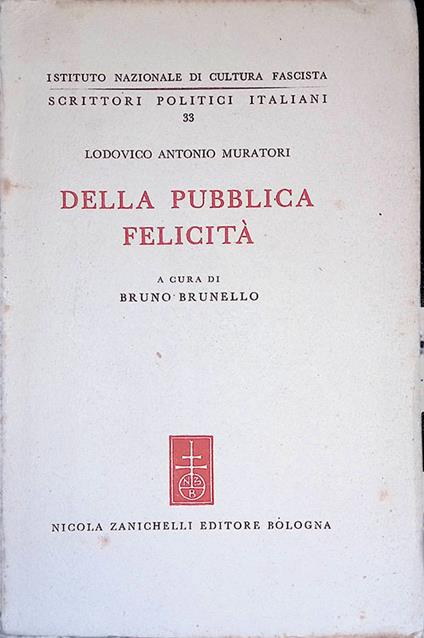 ISTITUTO NAZIONALE DI CULTURA FASCISTA
SCRITTORI POLITICI ITALIANI
33
LODOVICO ANTONIO MURATORI
DELLA PUBBLICA
FELICITÀ
A CURA DI
BRUNO BRUNELLO
N Z
B
NICOLA ZANICHELLI EDITORE BOLOGNA